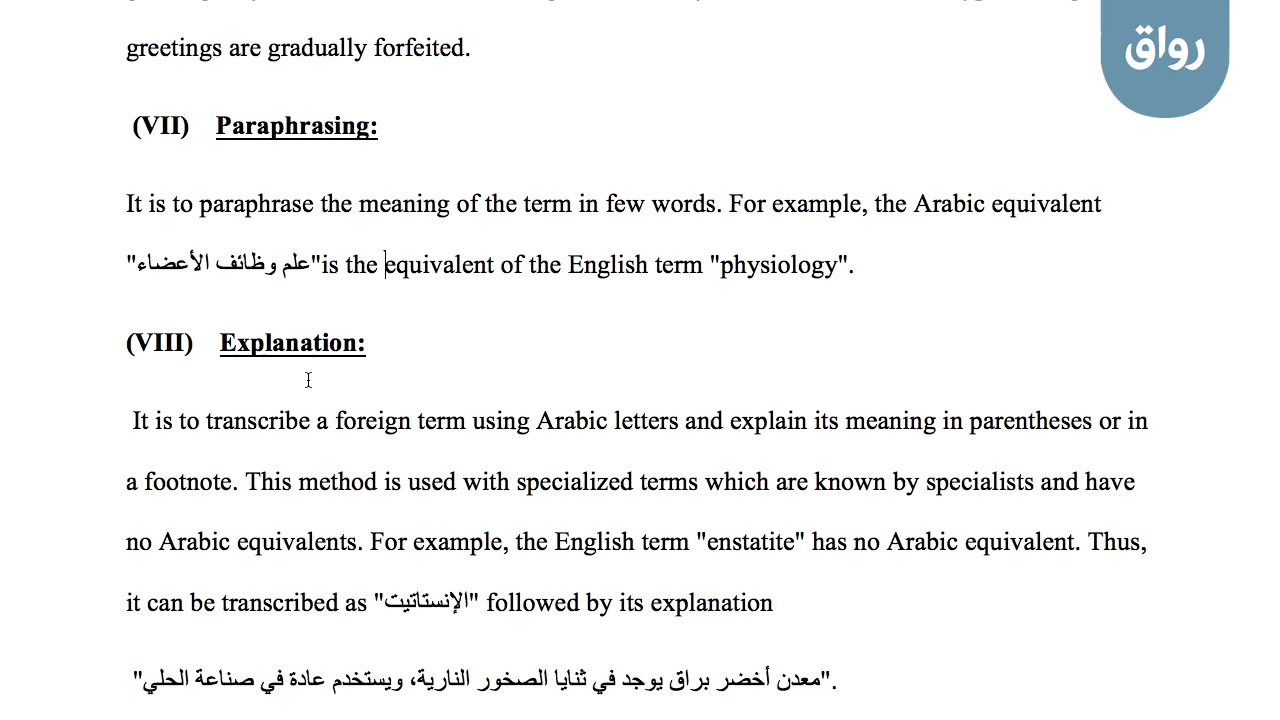 رواق
greetings are gradually forfeited.
(VII) Paraphrasing:
It is to paraphrase the meaning of the term in few words. For example, the Arabic equivalent
"علم وظائف الأعضاء"is the equivalent of the English term "physiology".
(VIII) Explanation:
It is to transcribe a foreign term using Arabic letters and explain its meaning in parentheses or in
a footnote. This method is used with specialized terms which are known by specialists and have
no Arabic equivalents. For example, the English term "enstatite" has no Arabic equivalent. Thus,
it can be transcribed as "الإنستاتيت" followed by its explanation
"معدن أخضر براق يوجد في ثنايا الصخور النارية، ويستخدم عادة في صناعة الحلي".